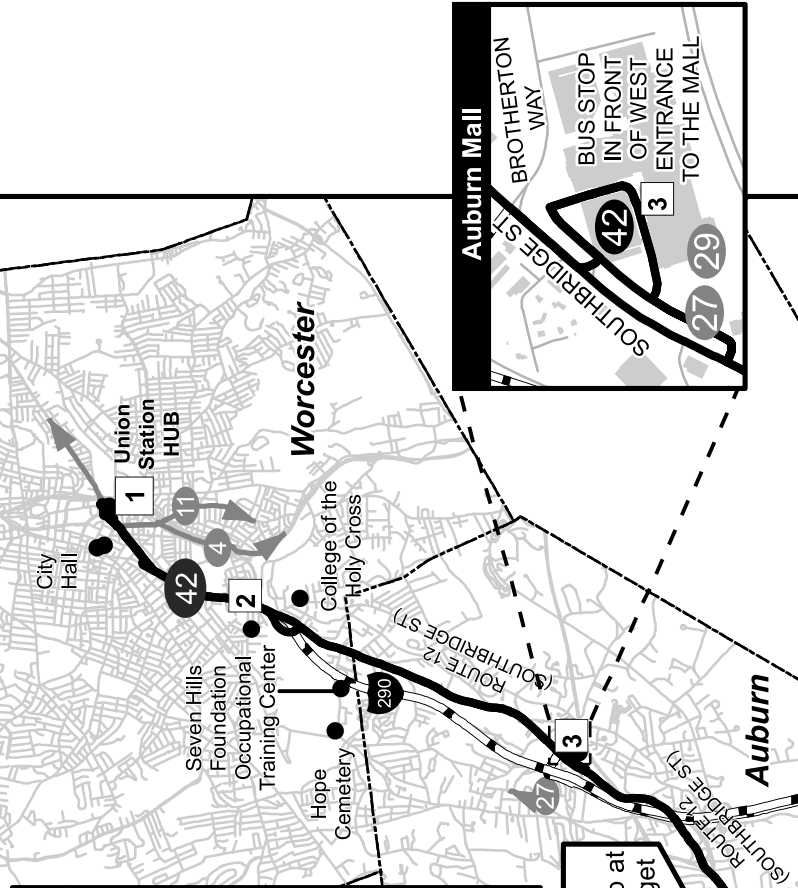 Auburn Mall
BROTHERTON
WAY
BUS STOP
IN FRONT
OF WEST
ENTRANCE
TO THE MALL
SOUTHBRIDGE ST
42
3
27
29
Worcester
Union
Station
HUB
1
11
4
City
Hall
42
2
College of the
Holy Cross
Seven Hills
Foundation
Occupational
Training Center
290
Hope
Cemetery
ROUTE 12
(SOUTHBRIDGE ST)
3
27
Auburn
ROUTE 12
(SOUTHBRIDGE ST)
at
get